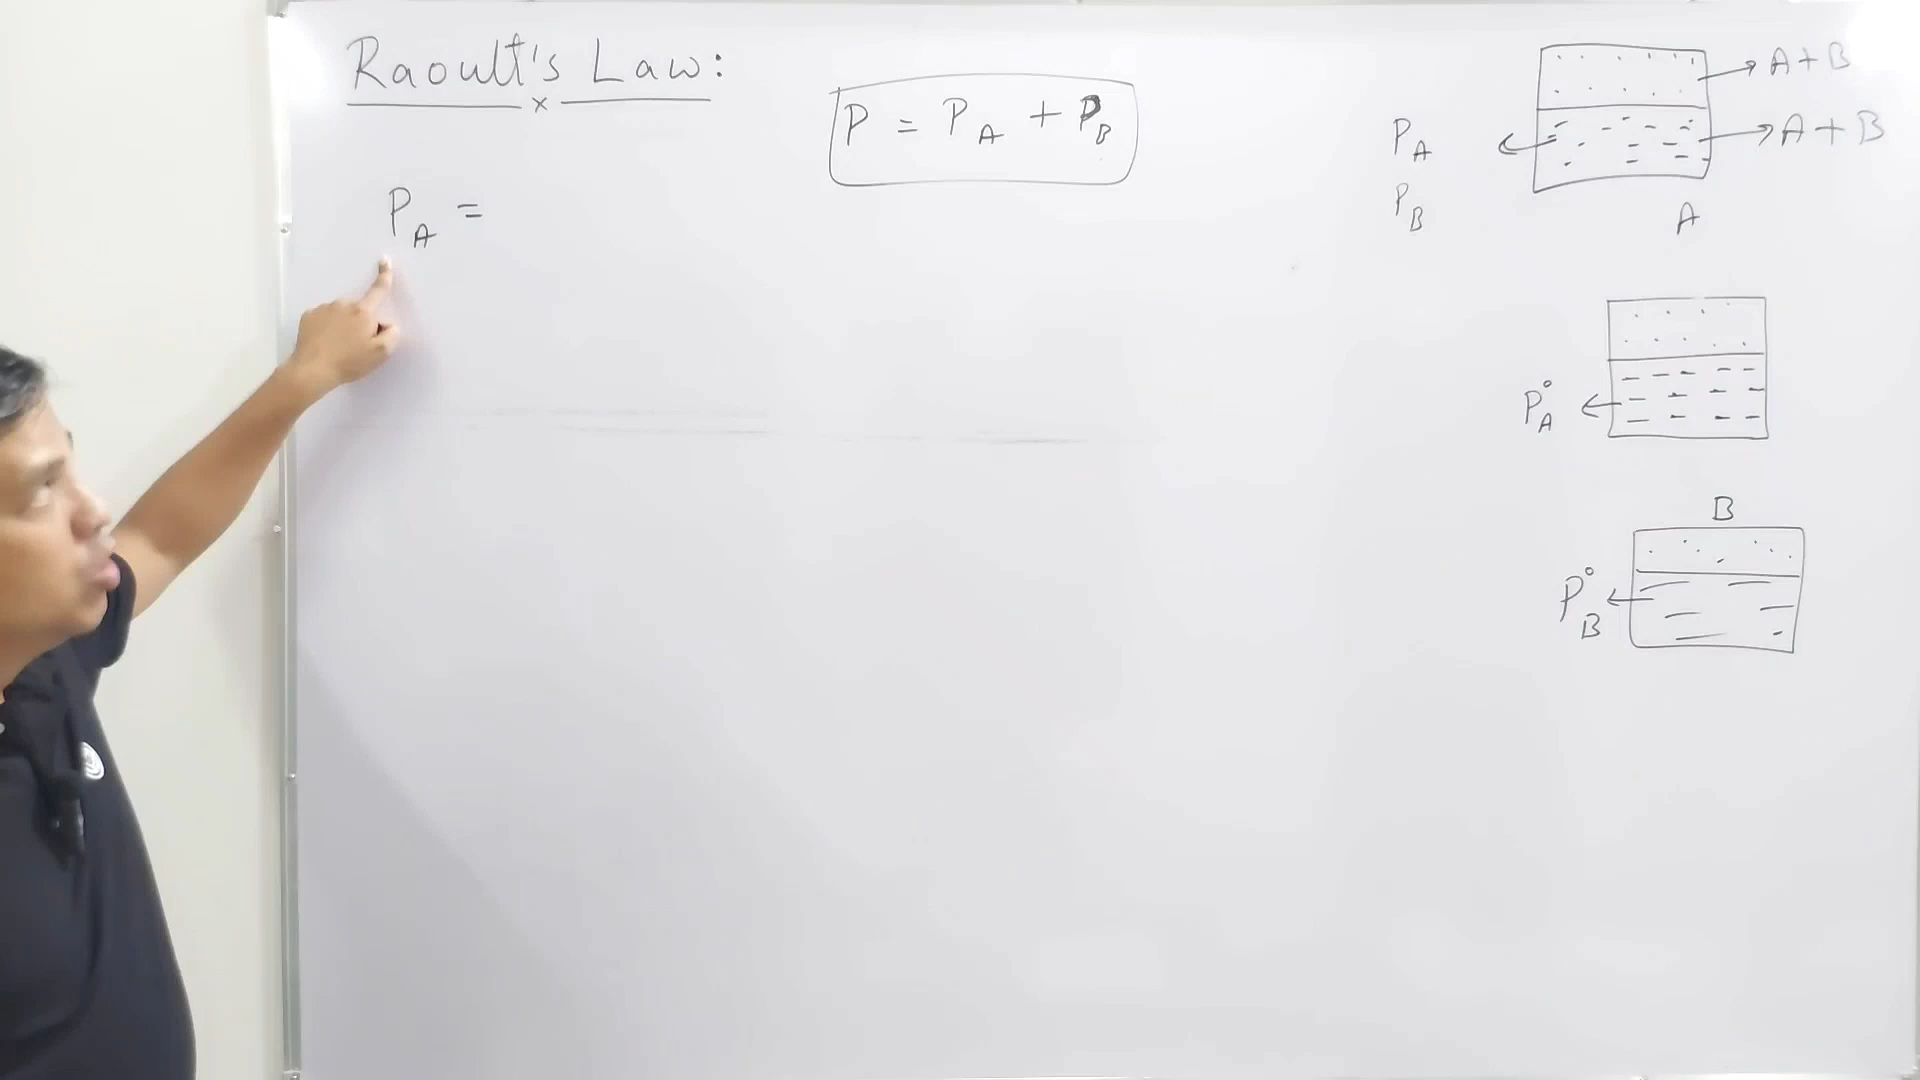 Raoult's Law:
P = P_A + P_B
P_A =
A+B
A+B
P_A
P_B
A
P°_A
B
P°_B